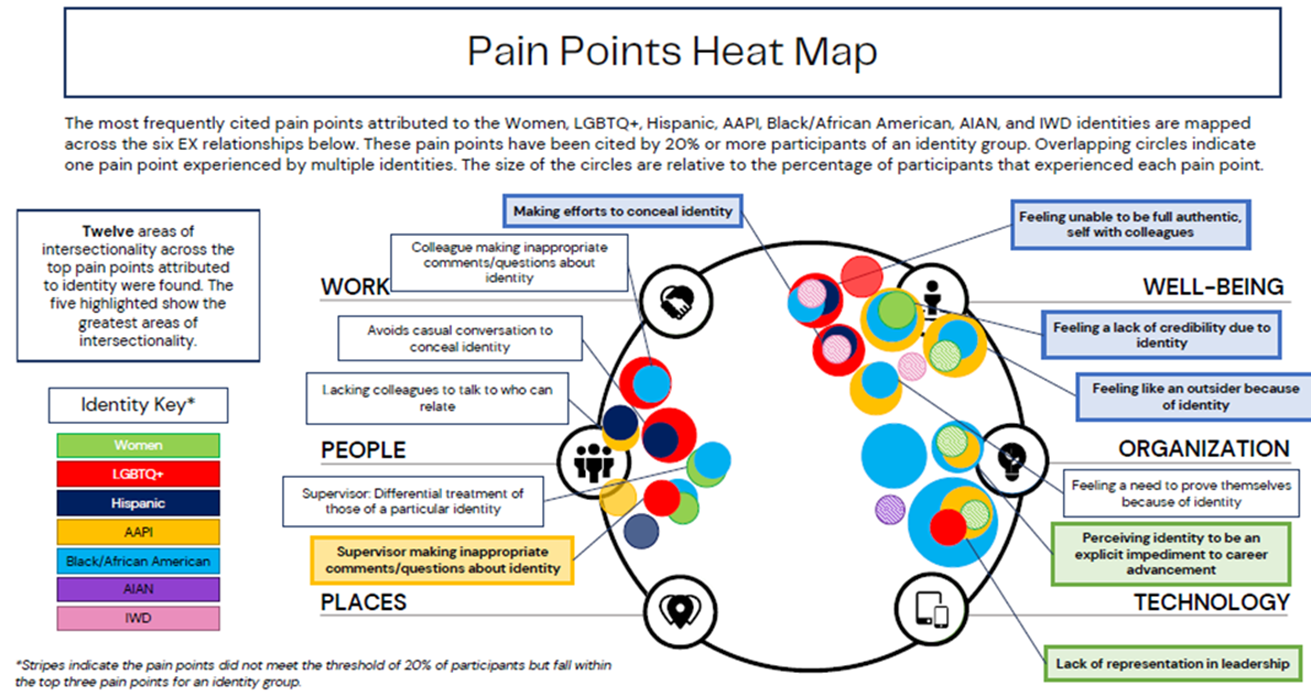 Pain Points Heat Map
The most frequently cited pain points attributed to the Women, LGBTQ+, Hispanic, AAPI, Black/African American, AIAN, and IWD identities are mapped
across the six EX relationships below. These pain points have been cited by 20% or more participants of an identity group. Overlapping circles indicate
one pain point experienced by multiple identities. The size of the circles are relative to the percentage of participants that experienced each pain point.
Twelve areas of
intersectionality across the
top pain points attributed
to identity were found. The
five highlighted show the
greatest areas of
intersectionality.
Identity Key*
Women
LGBTQ+
Hispanic
AAPI
Black/African American
AIAN
IWD
Making efforts to conceal identity
Colleague making inappropriate
comments/questions about
identity
WORK
Avoids casual conversation to
conceal identity
Lacking colleagues to talk to who can
relate
PEOPLE
Supervisor: Differential treatment of
those of a particular identity
Supervisor making inappropriate
comments/questions about identity
PLACES
Feeling unable to be full authentic,
self with colleagues
WELL-BEING
Feeling a lack of credibility due to
identity
Feeling like an outsider because
of identity
ORGANIZATION
Feeling a need to prove themselves
because of identity
Perceiving identity to be an
explicit impediment to career
advancement
TECHNOLOGY
Lack of representation in leadership
*Stripes indicate the pain points did not meet the threshold of 20% of participants but fall within
the top three pain points for an identity group.